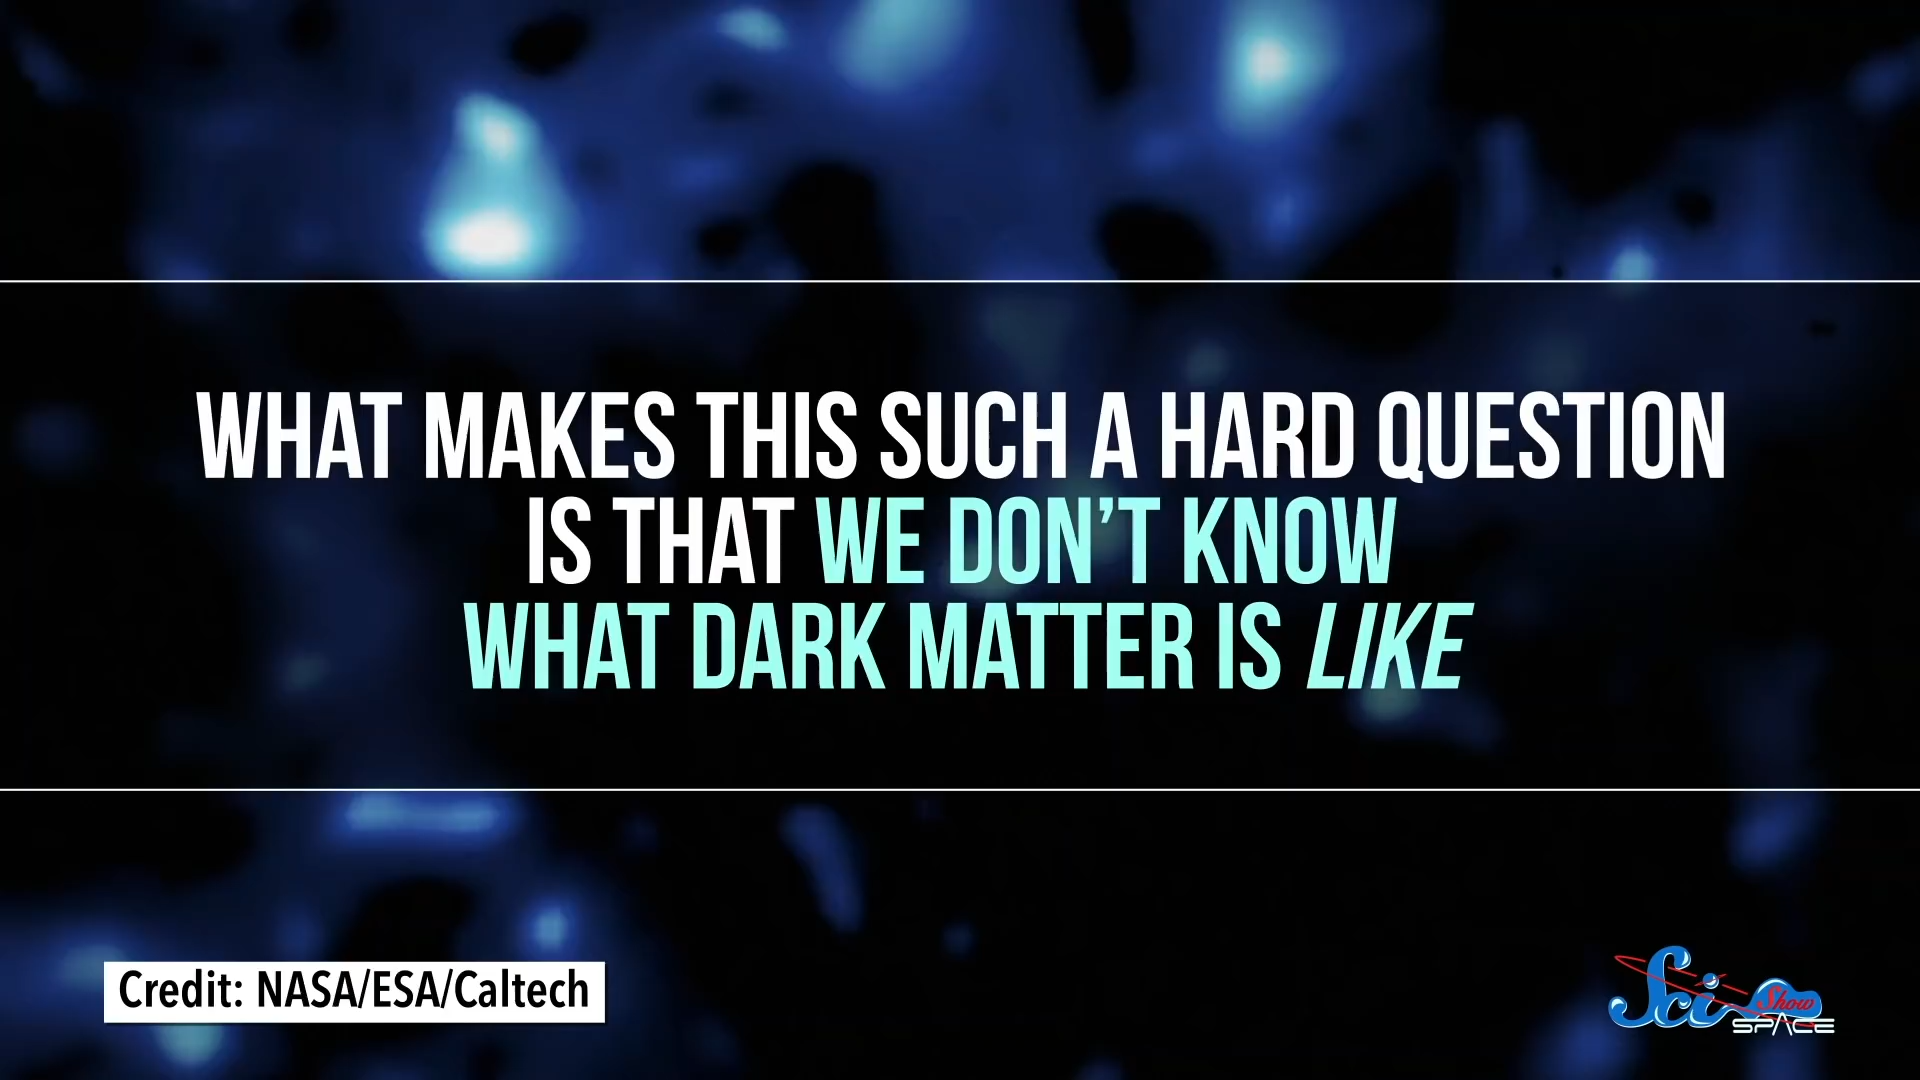 WHAT MAKES THIS SUCH A HARD QUESTION
IS THAT WE DON'T KNOW
WHAT DARK MATTER IS LIKE
Credit: NASA/ESA/Caltech
Sci Show
SPACE